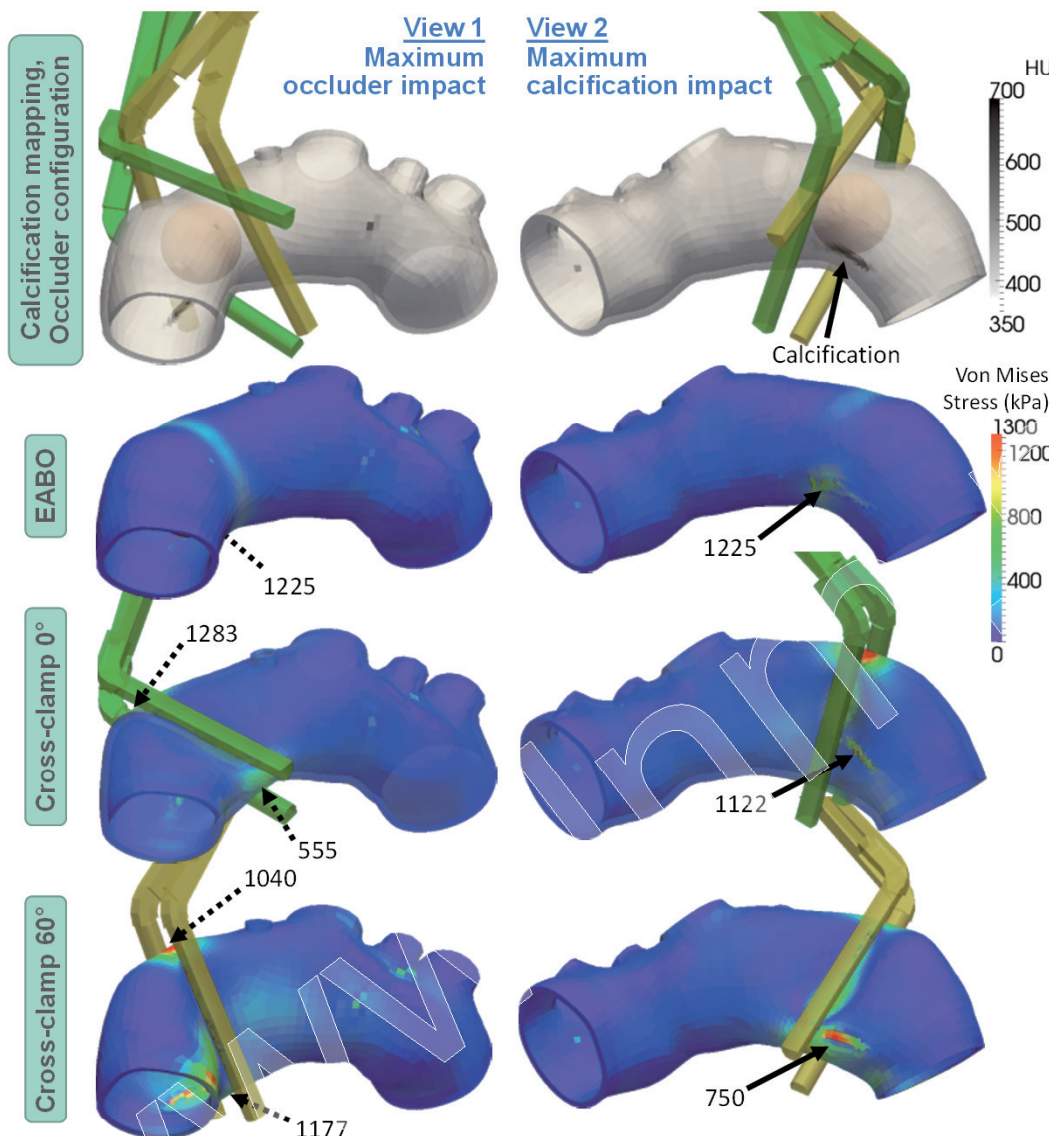 View 1
Maximum
occluder impact
View 2
Maximum
calcification impact
Calcification mapping,
Occluder configuration
HU
700
600
500
400
350
Calcification
Von Mises
Stress (kPa)
1300
1200
800
400
0
EABO
1225
1225
Cross-clamp 0°
1283
555
1122
Cross-clamp 60°
1040
1177
750